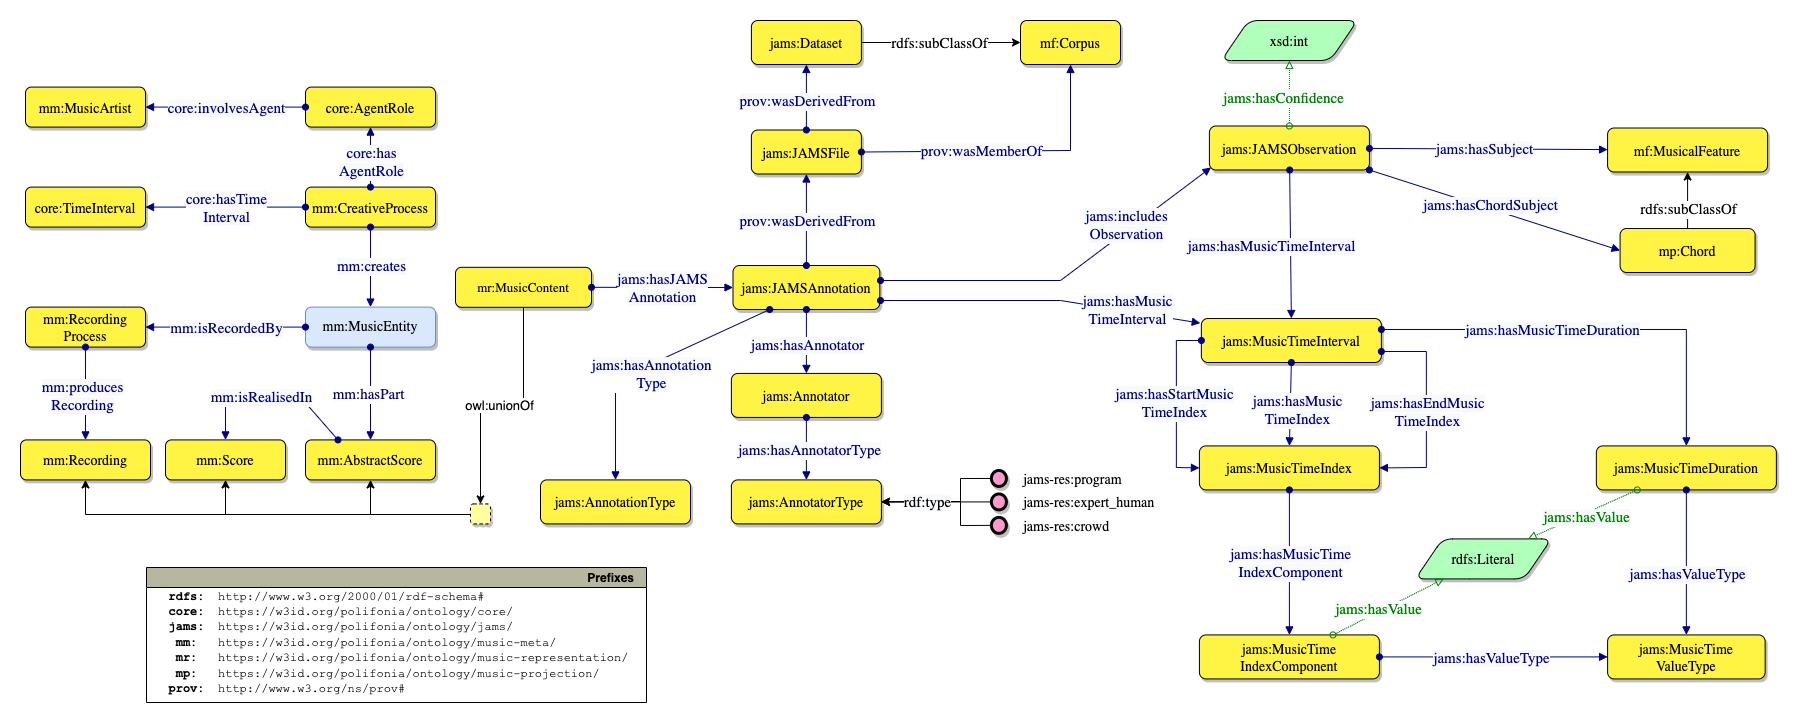 jams:Dataset
rdfs:subClassOf
mf:Corpus
xsd:int
mm:MusicArtist
core:involvesAgent
core:AgentRole
prov:wasDerivedFrom
jams:hasConfidence
core:has
AgentRole
jams:JAMSFile
prov:wasMemberOf
jams:JAMSObservation
jams:hasSubject
mf:MusicalFeature
core:TimeInterval
core:hasTime
Interval
mm:CreativeProcess
prov:wasDerivedFrom
jams:includes
Observation
jams:hasChordSubject
rdfs:subClassOf
jams:hasMusicTimeInterval
mp:Chord
mm:creates
mr:MusicContent
jams:hasJAMS
Annotation
jams:JAMSAnnotation
jams:hasMusic
TimeInterval
mm:Recording
Process
mm:isRecordedBy
mm:MusicEntity
jams:hasAnnotator
jams:MusicTimeInterval
jams:hasMusicTimeDuration
jams:hasAnnotation
Type
mm:produces
Recording
mm:isRealisedIn
mm:hasPart
owl:unionOf
jams:Annotator
jams:hasStartMusic
TimeIndex
jams:hasMusic
TimeIndex
jams:hasEndMusic
TimeIndex
mm:Recording
mm:Score
mm:AbstractScore
jams:hasAnnotatorType
jams:MusicTimeIndex
jams:MusicTimeDuration
jams:AnnotationType
jams:AnnotatorType
rdf:type
jams-res:program
jams-res:expert_human
jams-res:crowd
jams:hasValue
jams:hasMusicTime
IndexComponent
rdfs:Literal
jams:hasValueType
jams:hasValue
jams:MusicTime
IndexComponent
jams:hasValueType
jams:MusicTime
ValueType
Prefixes
rdfs: http://www.w3.org/2000/01/rdf-schema#
core: https://w3id.org/polifonia/ontology/core/
jams: https://w3id.org/polifonia/ontology/jams/
mm: https://w3id.org/polifonia/ontology/music-meta/
mr: https://w3id.org/polifonia/ontology/music-representation/
mp: https://w3id.org/polifonia/ontology/music-projection/
prov: http://www.w3.org/ns/prov#